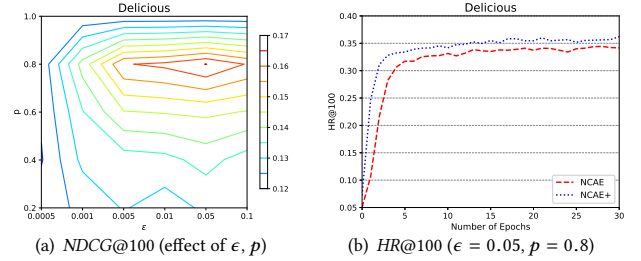 Delicious
1.0
0.8
0.6
0.4
0.2
p
0.0005 0.001 0.005 0.01 0.05 0.1
ε
0.17
0.16
0.15
0.14
0.13
0.12
(a) NDCG@100 (effect of ϵ, p)
Delicious
0.40
0.35
0.30
0.25
0.20
0.15
0.10
0.05
HR@100
NCAE
NCAE+
0 5 10 15 20 25 30
Number of Epochs
(b) HR@100 (ϵ = 0.05, p = 0.8)